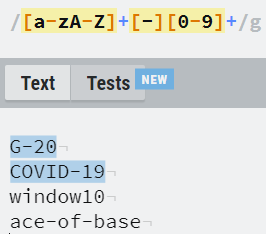 /[a-zA-Z]+[-][0-9]+/g
Text Tests NEW
G-20¬
COVID-19¬
window10¬
ace-of-base¬